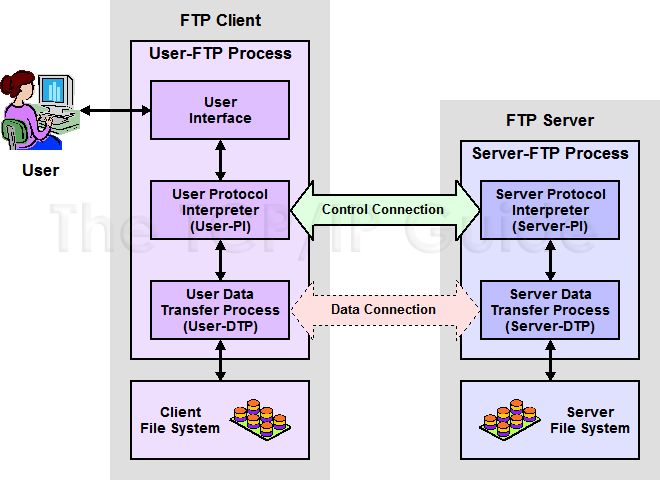 FTP Client
User-FTP Process
User
Interface
User
FTP Server
Server-FTP Process
User Protocol
Interpreter
(User-PI)
Control Connection
Server Protocol
Interpreter
(Server-PI)
The TCP/IP Guide
User Data
Transfer Process
(User-DTP)
Data Connection
Server Data
Transfer Process
(Server-DTP)
Client
File System
Server
File System